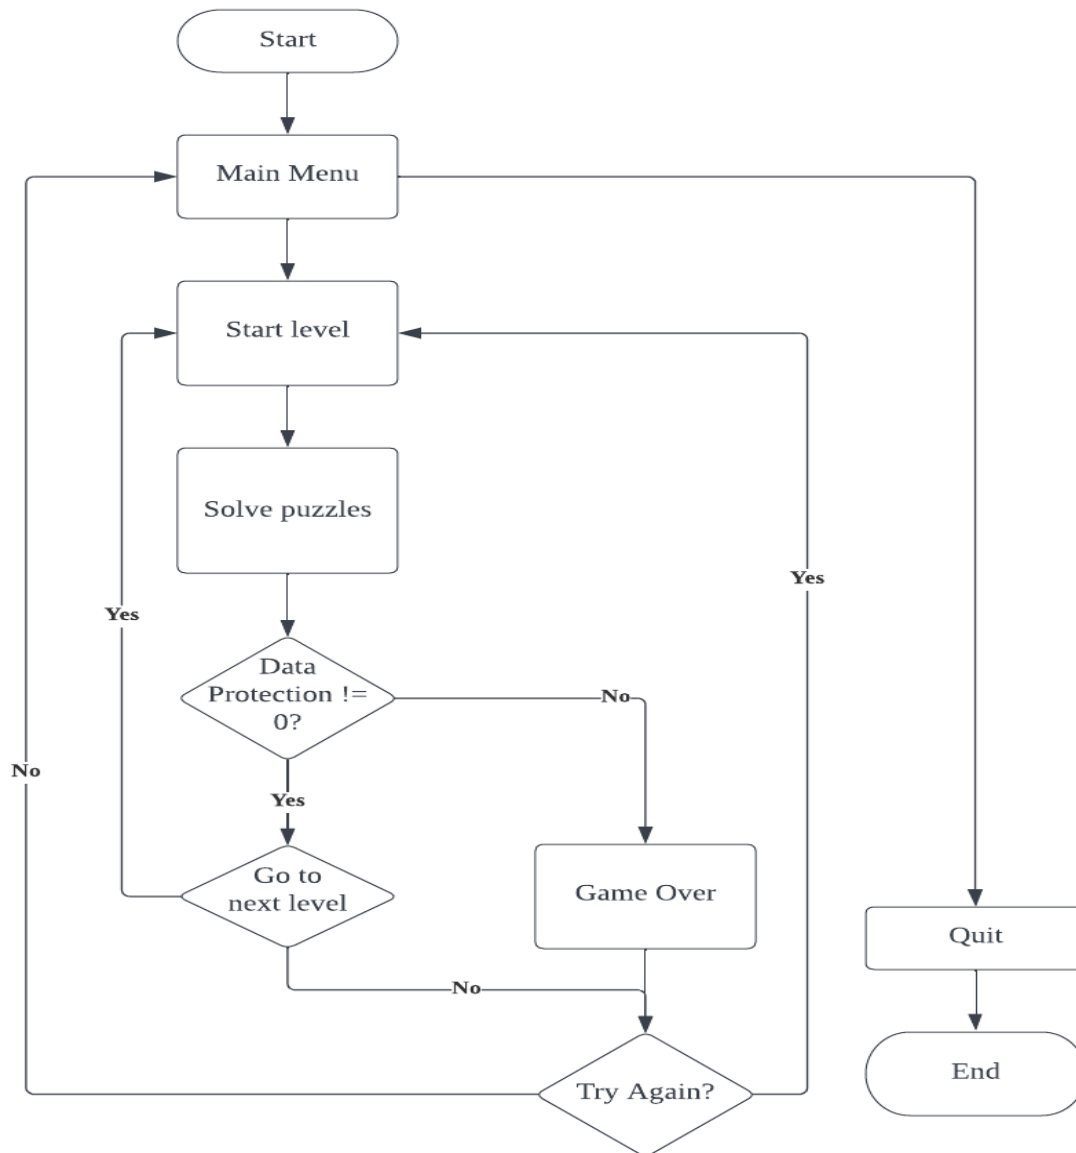 Start
Main Menu
Start level
Solve puzzles
Yes
Yes
Data
Protection !=
0?
No
No
Yes
Go to
next level
Game Over
Quit
No
End
Try Again?